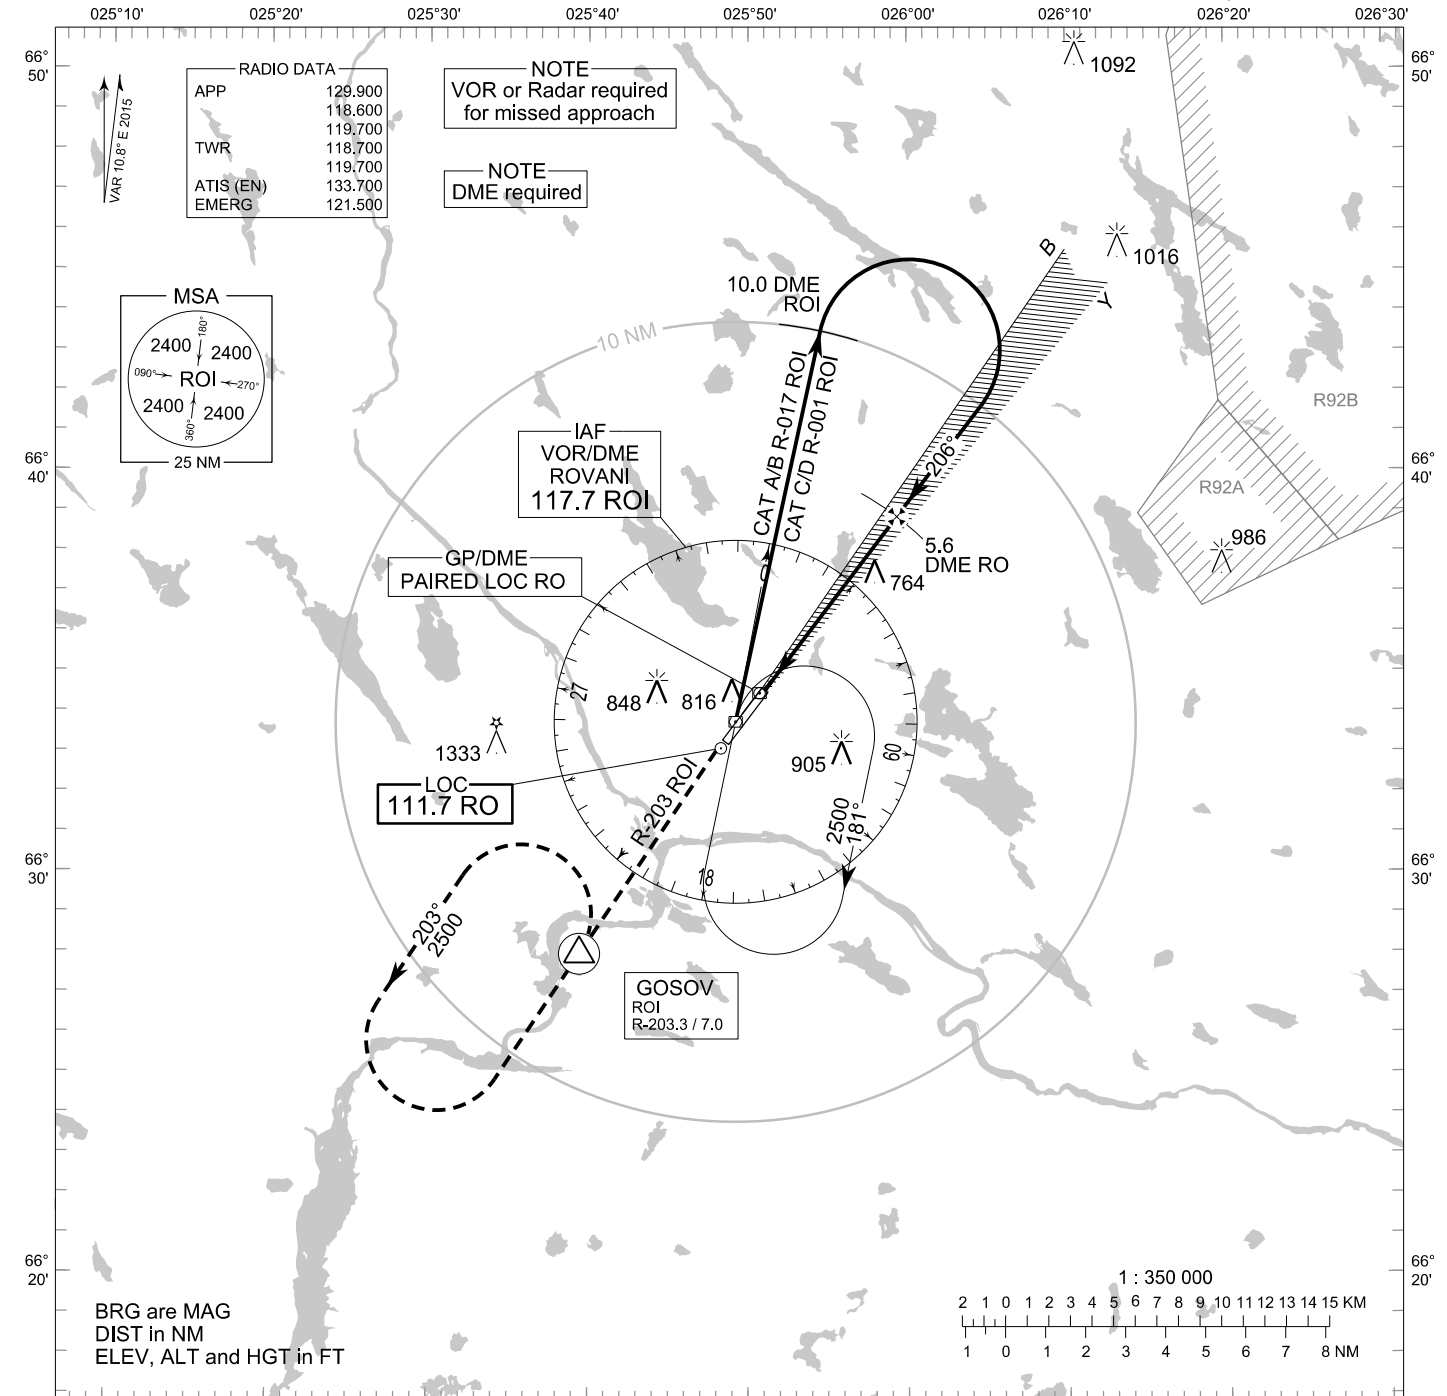 025°10' 025°20' 025°30' 025°40' 025°50' 026°00' 026°10' 026°20' 026°30'
66°
50'
66°
50'
VAR 10.8° E 2015
RADIO DATA
APP 129.900
118.600
119.700
TWR 118.700
119.700
ATIS (EN) 133.700
EMERG 121.500
NOTE
VOR or Radar required
for missed approach
NOTE
DME required
1092
1016
B
Y
MSA
2400 180° 2400
090° ROI 270°
2400 360° 2400
25 NM
10.0 DME
ROI
10 NM
CAT A/B R-017 ROI
CAT C/D R-001 ROI
R92B
R92A
986
66°
40'
66°
40'
IAF
VOR/DME
ROVANI
117.7 ROI
206°
5.6
DME RO
764
GP/DME
PAIRED LOC RO
0
27
848
816
1333
905
60
LOC
111.7 RO
R-203 ROI
2500
181°
18
66°
30'
66°
30'
203°
2500
GOSOV
ROI
R-203.3 / 7.0
66°
20'
66°
20'
BRG are MAG
DIST in NM
ELEV, ALT and HGT in FT
1 : 350 000
2 1 0 1 2 3 4 5 6 7 8 9 10 11 12 13 14 15 KM
1 0 1 2 3 4 5 6 7 8 NM